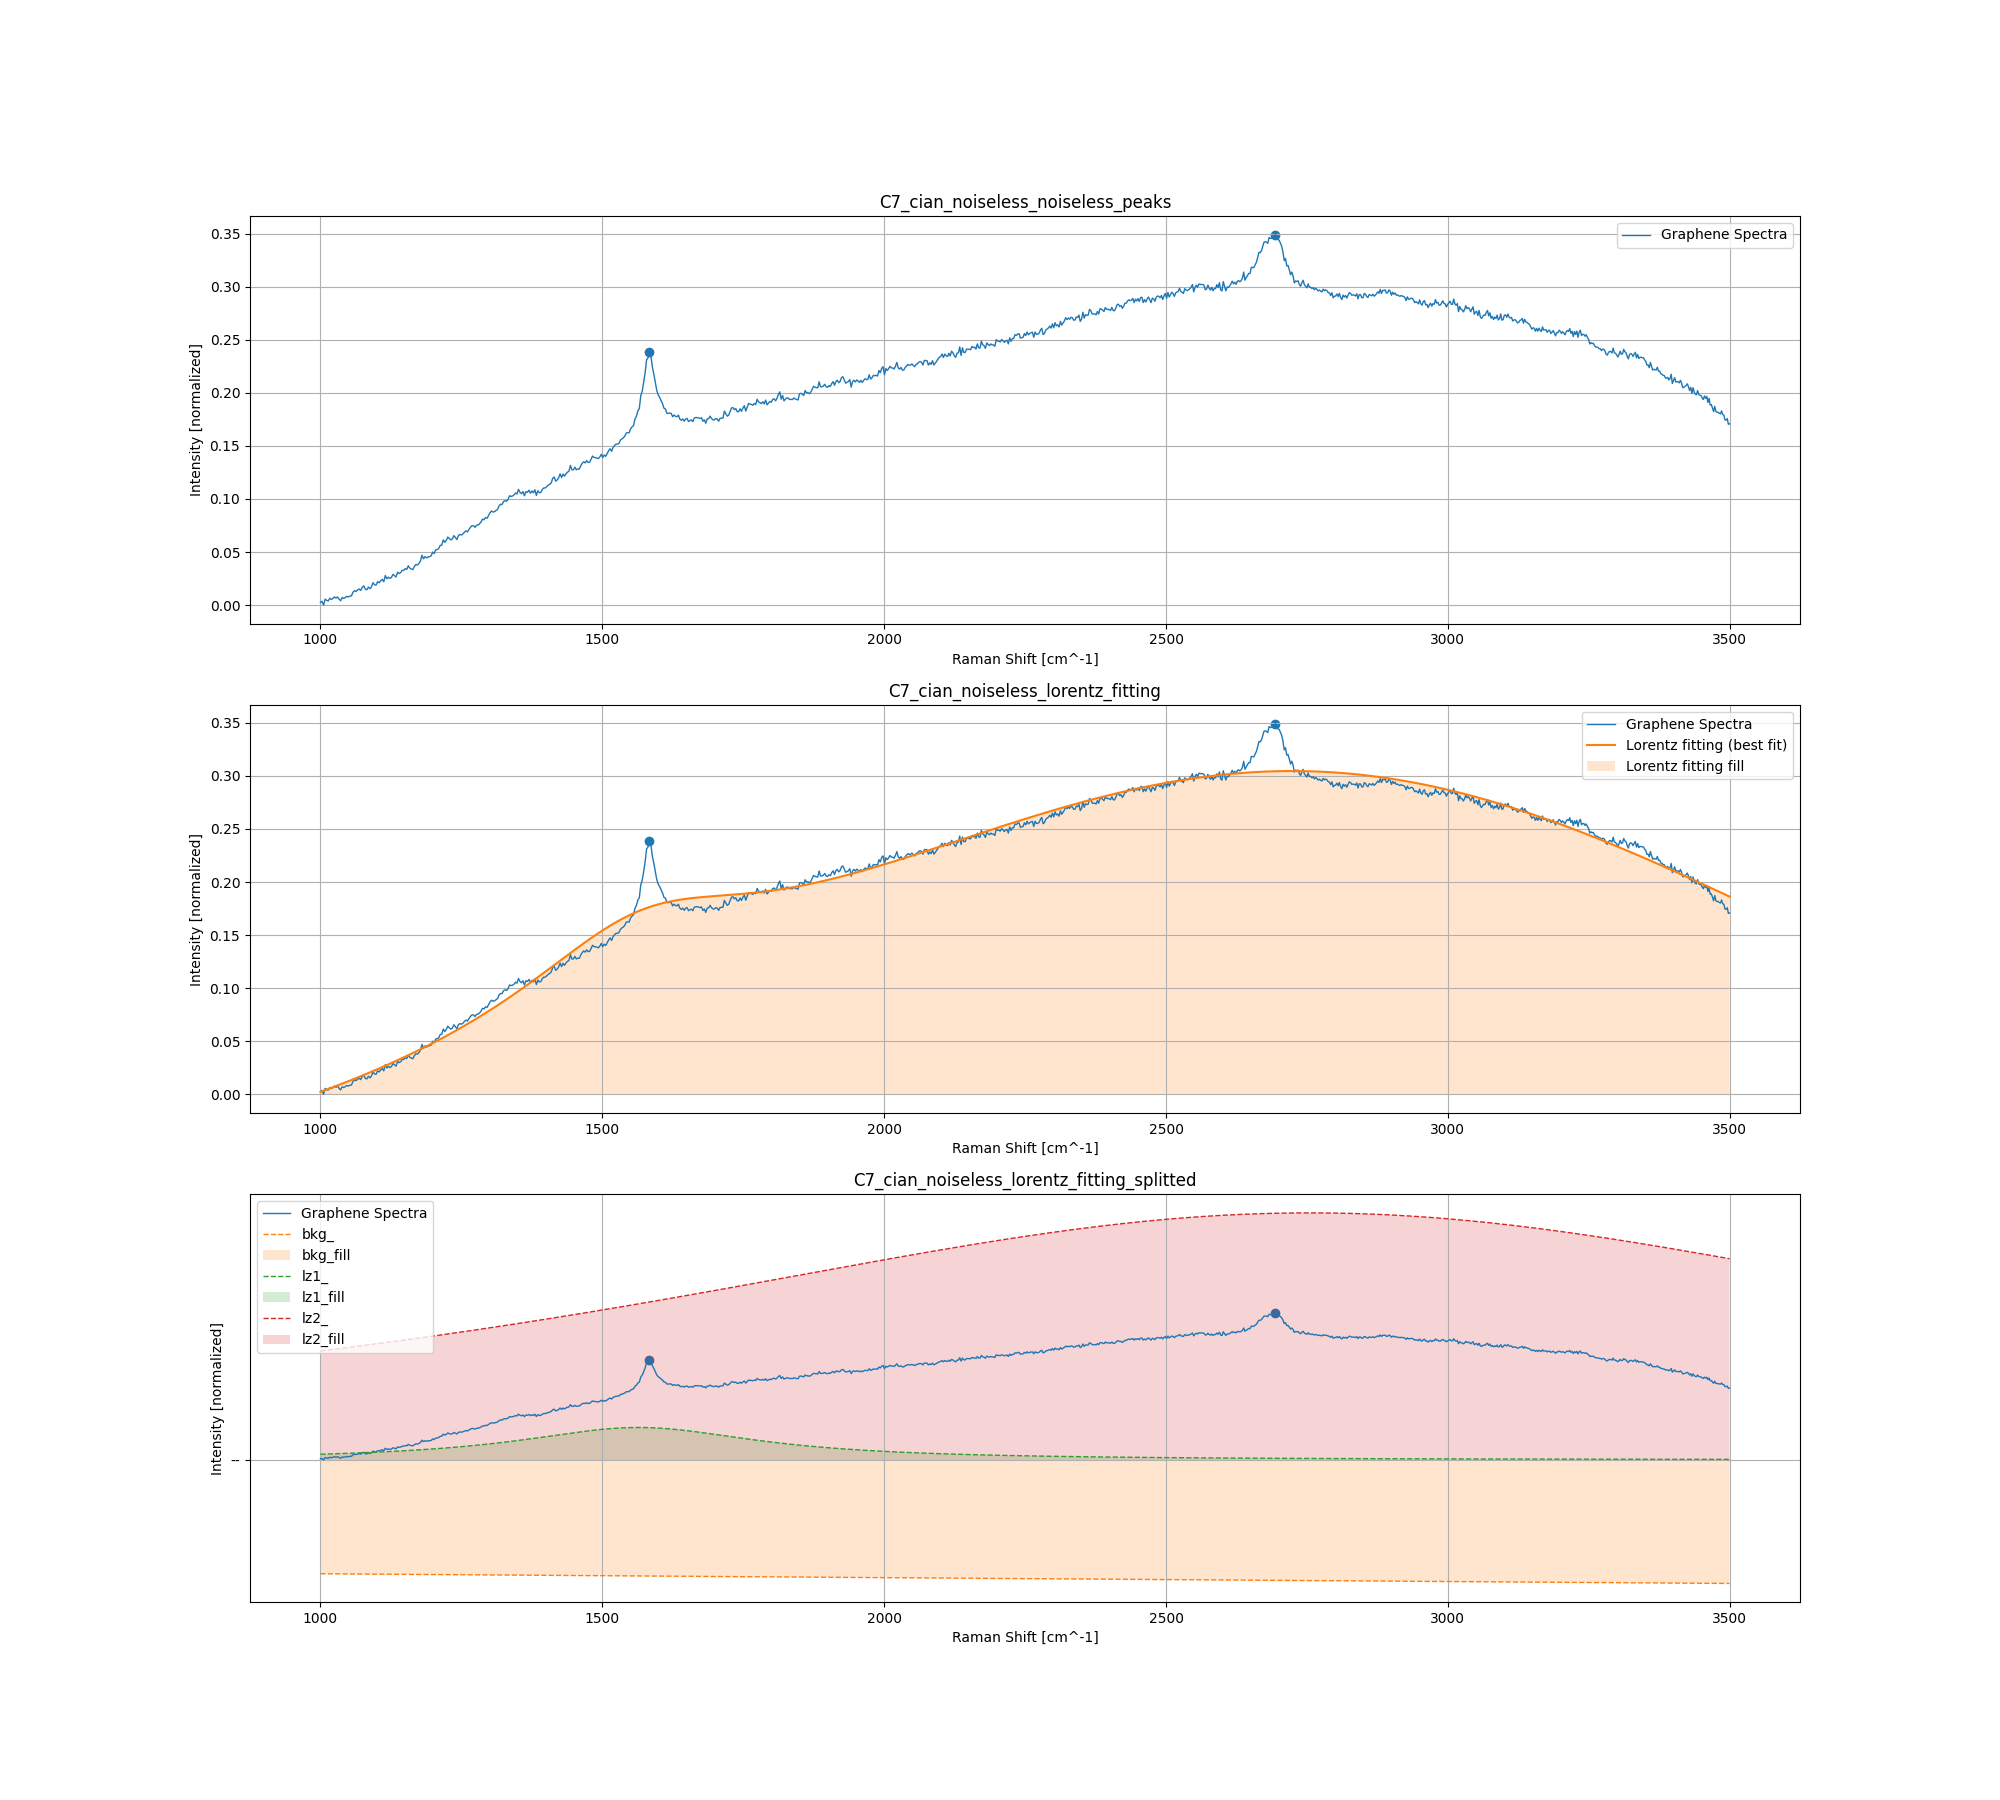 C7_cian_noiseless_noiseless_peaks
Graphene Spectra
Intensity [normalized]
0.35
0.30
0.25
0.20
0.15
0.10
0.05
0.00
1000 1500 2000 2500 3000 3500
Raman Shift [cm^-1]
C7_cian_noiseless_lorentz_fitting
Graphene Spectra
Lorentz fitting (best fit)
Lorentz fitting fill
Intensity [normalized]
0.35
0.30
0.25
0.20
0.15
0.10
0.05
0.00
1000 1500 2000 2500 3000 3500
Raman Shift [cm^-1]
C7_cian_noiseless_lorentz_fitting_splitted
Graphene Spectra
bkg_
bkg_fill
lz1_
lz1_fill
lz2_
lz2_fill
Intensity [normalized]
--
1000 1500 2000 2500 3000 3500
Raman Shift [cm^-1]